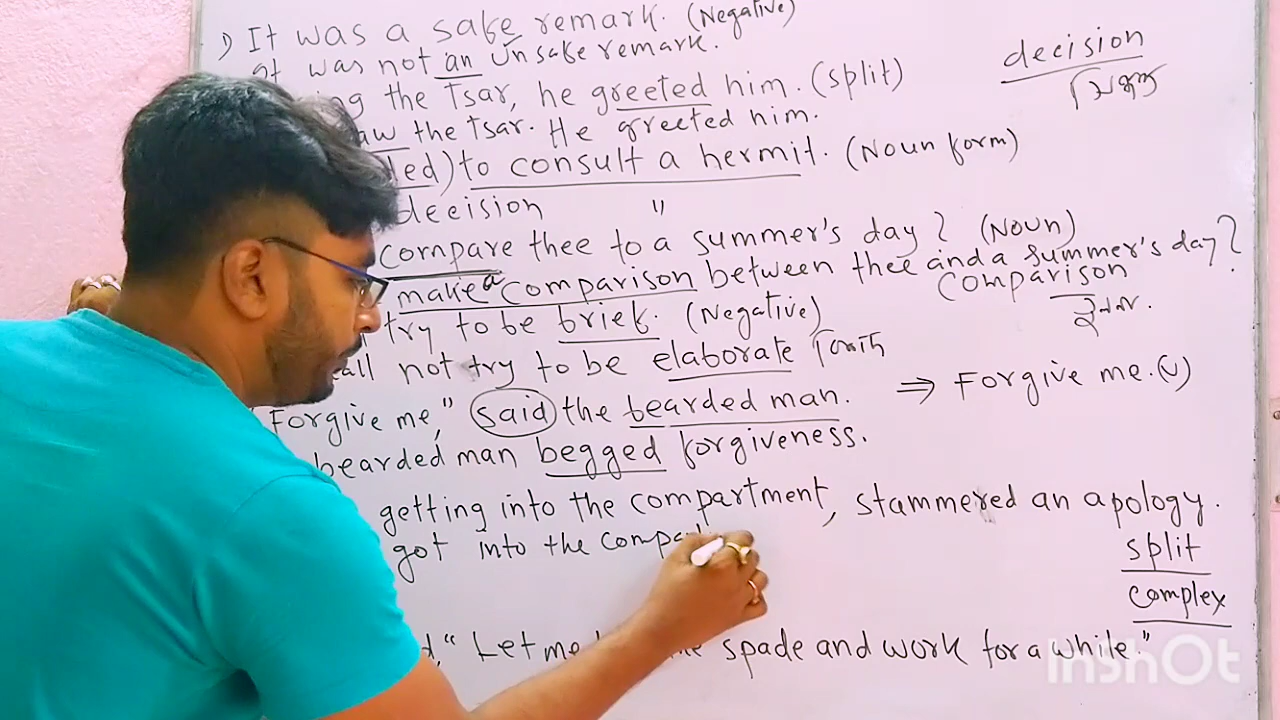 1) It was a safe remark. (Negative)
It was not an unsafe remark.
decision
the Tsar, he greeted him. (split)
the Tsar. He greeted him.
to consult a hermit. (Noun form)
decision "
compare thee to a summer's day? (Noun)
make a comparison between thee and a summer's day?
comparison
try to be brief. (Negative)
not try to be elaborate
Forgive me," said the bearded man. ⇒ Forgive me. (v)
bearded man begged forgiveness.
getting into the compartment, stammered an apology.
got into the
split
complex
"Let me spade and work for a while."
InShOt